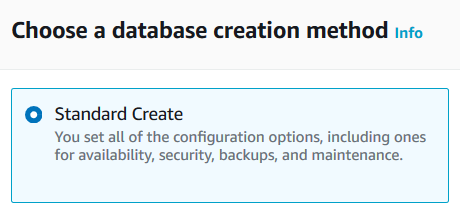 Choose a database creation method Info
Standard Create
You set all of the configuration options, including ones
for availability, security, backups, and maintenance.